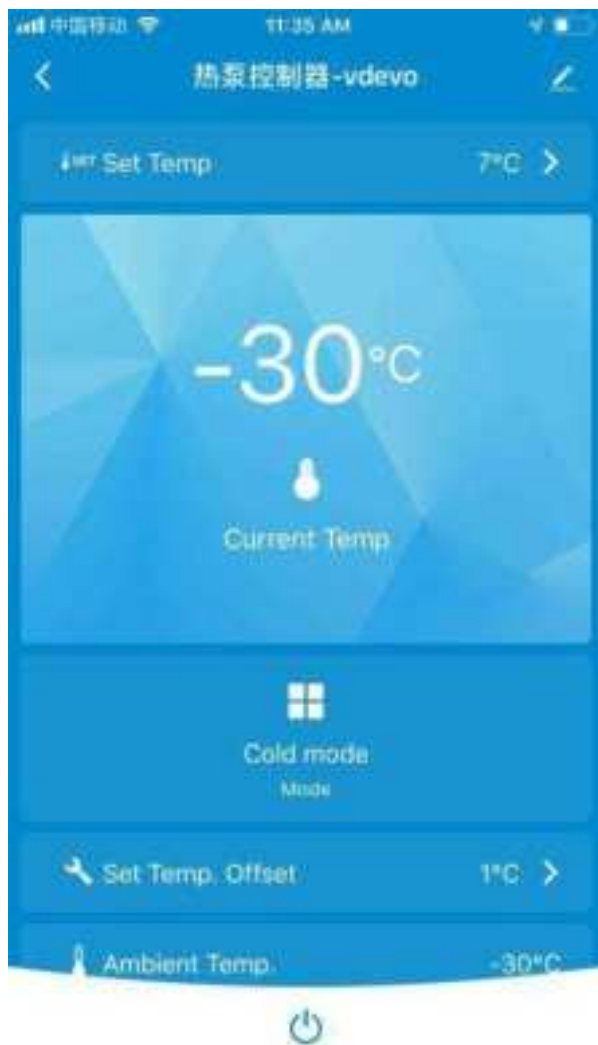 中国移动 11:35 AM
热泵控制器-vdevo
SET Set Temp 7°C
-30°C
Current Temp
Cold mode
Mode
Set Temp. Offset 1°C
Ambient Temp. -30°C